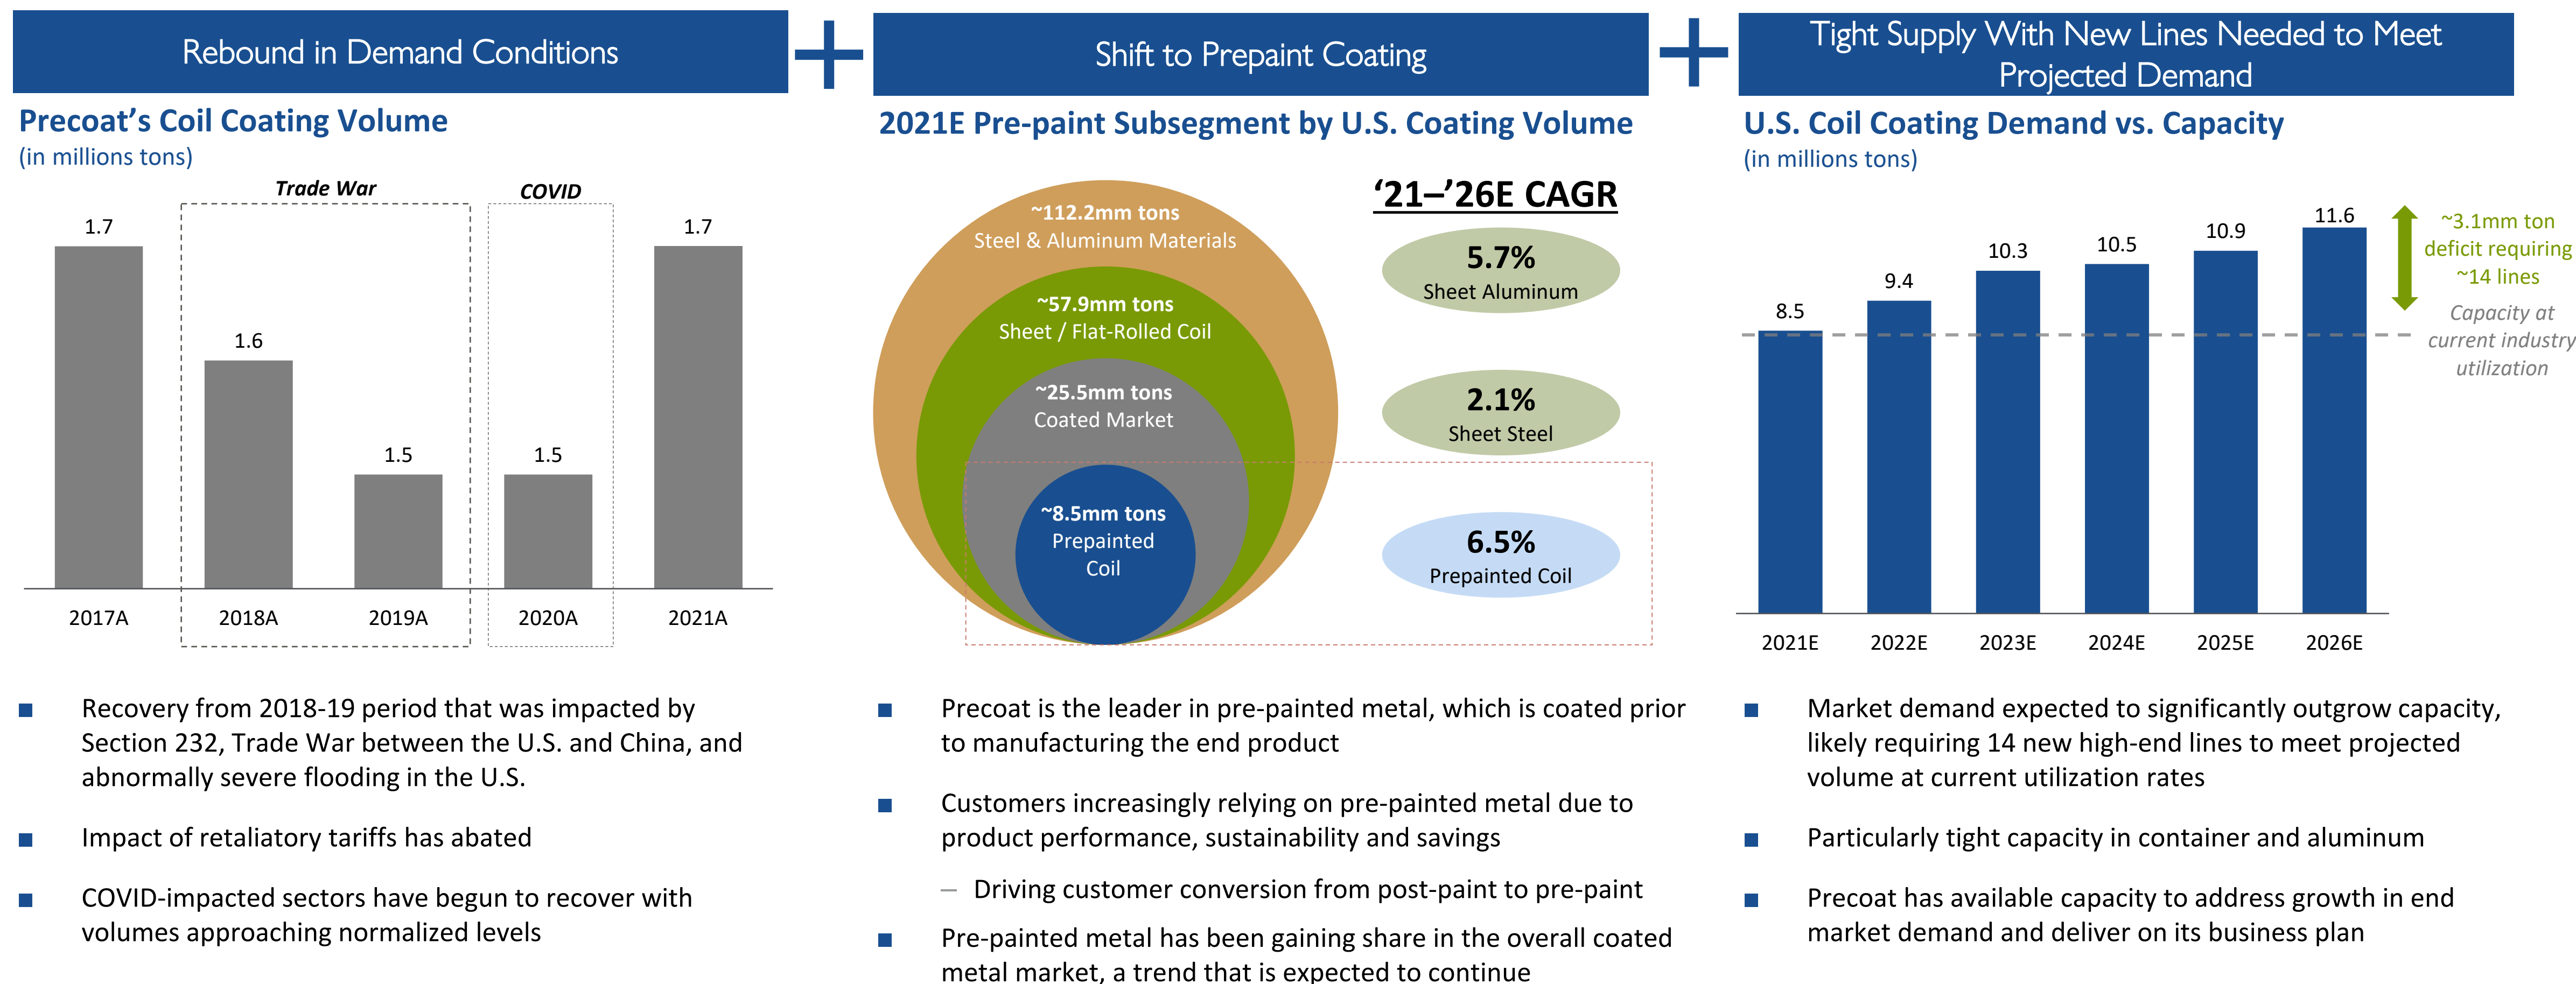 Rebound in Demand Conditions
Precoat’s Coil Coating Volume
(in millions tons)
Trade War
COVID
1.7
1.6
1.5
1.5
1.7
2017A
2018A
2019A
2020A
2021A
■ Recovery from 2018-19 period that was impacted by
Section 232, Trade War between the U.S. and China, and
abnormally severe flooding in the U.S.
■ Impact of retaliatory tariffs has abated
■ COVID-impacted sectors have begun to recover with
volumes approaching normalized levels
+
Shift to Prepaint Coating
2021E Pre-paint Subsegment by U.S. Coating Volume
~112.2mm tons
Steel & Aluminum Materials
~57.9mm tons
Sheet / Flat-Rolled Coil
~25.5mm tons
Coated Market
~8.5mm tons
Prepainted
Coil
‘21–’26E CAGR
5.7%
Sheet Aluminum
2.1%
Sheet Steel
6.5%
Prepainted Coil
■ Precoat is the leader in pre-painted metal, which is coated prior
to manufacturing the end product
■ Customers increasingly relying on pre-painted metal due to
product performance, sustainability and savings
– Driving customer conversion from post-paint to pre-paint
■ Pre-painted metal has been gaining share in the overall coated
metal market, a trend that is expected to continue
+
Tight Supply With New Lines Needed to Meet
Projected Demand
U.S. Coil Coating Demand vs. Capacity
(in millions tons)
8.5
9.4
10.3
10.5
10.9
11.6
~3.1mm ton
deficit requiring
~14 lines
Capacity at
current industry
utilization
2021E
2022E
2023E
2024E
2025E
2026E
■ Market demand expected to significantly outgrow capacity,
likely requiring 14 new high-end lines to meet projected
volume at current utilization rates
■ Particularly tight capacity in container and aluminum
■ Precoat has available capacity to address growth in end
market demand and deliver on its business plan